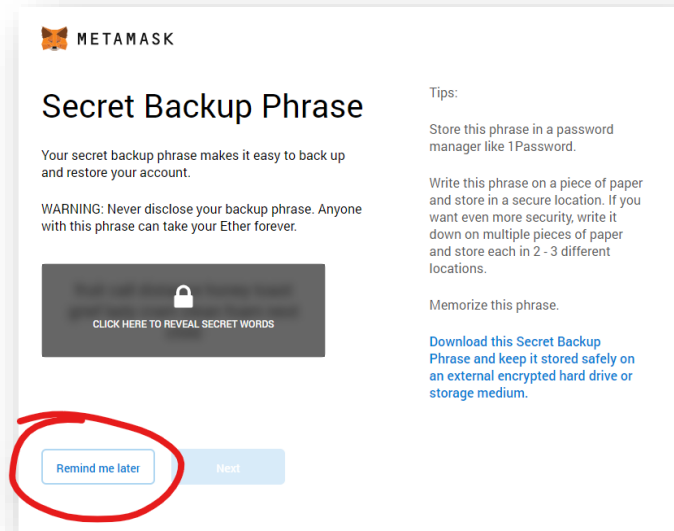 METAMASK
Secret Backup Phrase
Your secret backup phrase makes it easy to back up
and restore your account.
WARNING: Never disclose your backup phrase. Anyone
with this phrase can take your Ether forever.
CLICK HERE TO REVEAL SECRET WORDS
Remind me later
Next
Tips:
Store this phrase in a password
manager like 1Password.
Write this phrase on a piece of paper
and store in a secure location. If you
want even more security, write it
down on multiple pieces of paper
and store each in 2 - 3 different
locations.
Memorize this phrase.
Download this Secret Backup
Phrase and keep it stored safely on
an external encrypted hard drive or
storage medium.